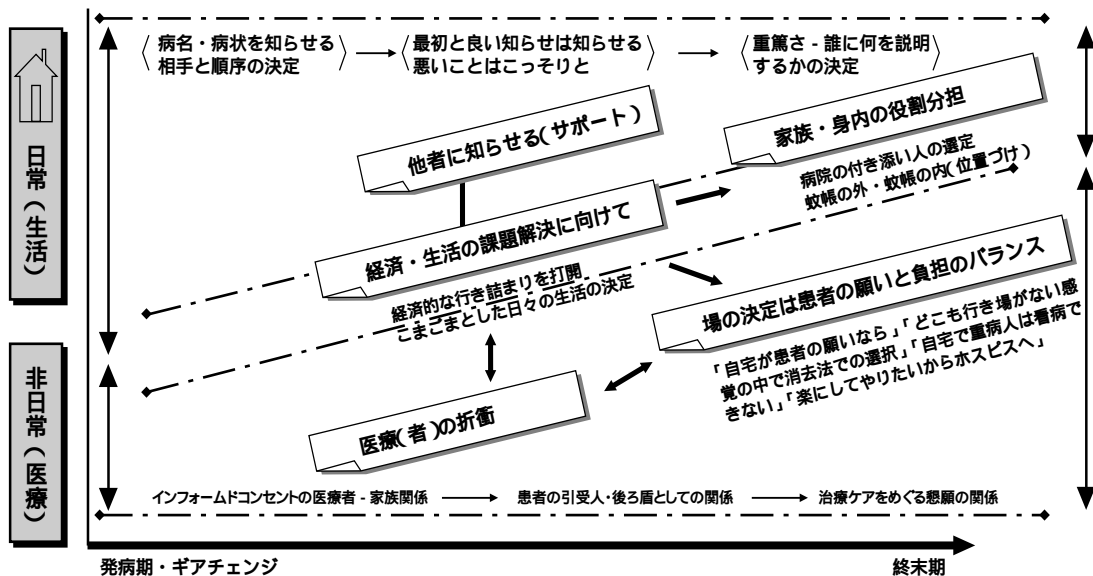 日常(生活)
非日常(医療)
〈病名・病状を知らせる
相手と順序の決定〉
〈最初と良い知らせは知らせる
悪いことはこっそりと〉
〈重篤さ - 誰に何を説明
するかの決定〉
他者に知らせる(サポート)
家族・身内の役割分担
病院の付き添い人の選定
蚊帳の外・蚊帳の内(位置づけ)
経済・生活の課題解決に向けて
経済的な行き詰まりを打開
こまごまとした日々の生活の決定
場の決定は患者の願いと負担のバランス
「自宅が患者の願いなら」「どこも行き場がない感
覚の中で消去法での選択」「自宅で重病人は看病で
きない」「楽にしてやりたいからホスピスへ」
医療(者)の折衝
インフォームドコンセントの医療者 - 家族関係
患者の引受人・後ろ盾としての関係
治療ケアをめぐる懇願の関係
発病期・ギアチェンジ
終末期